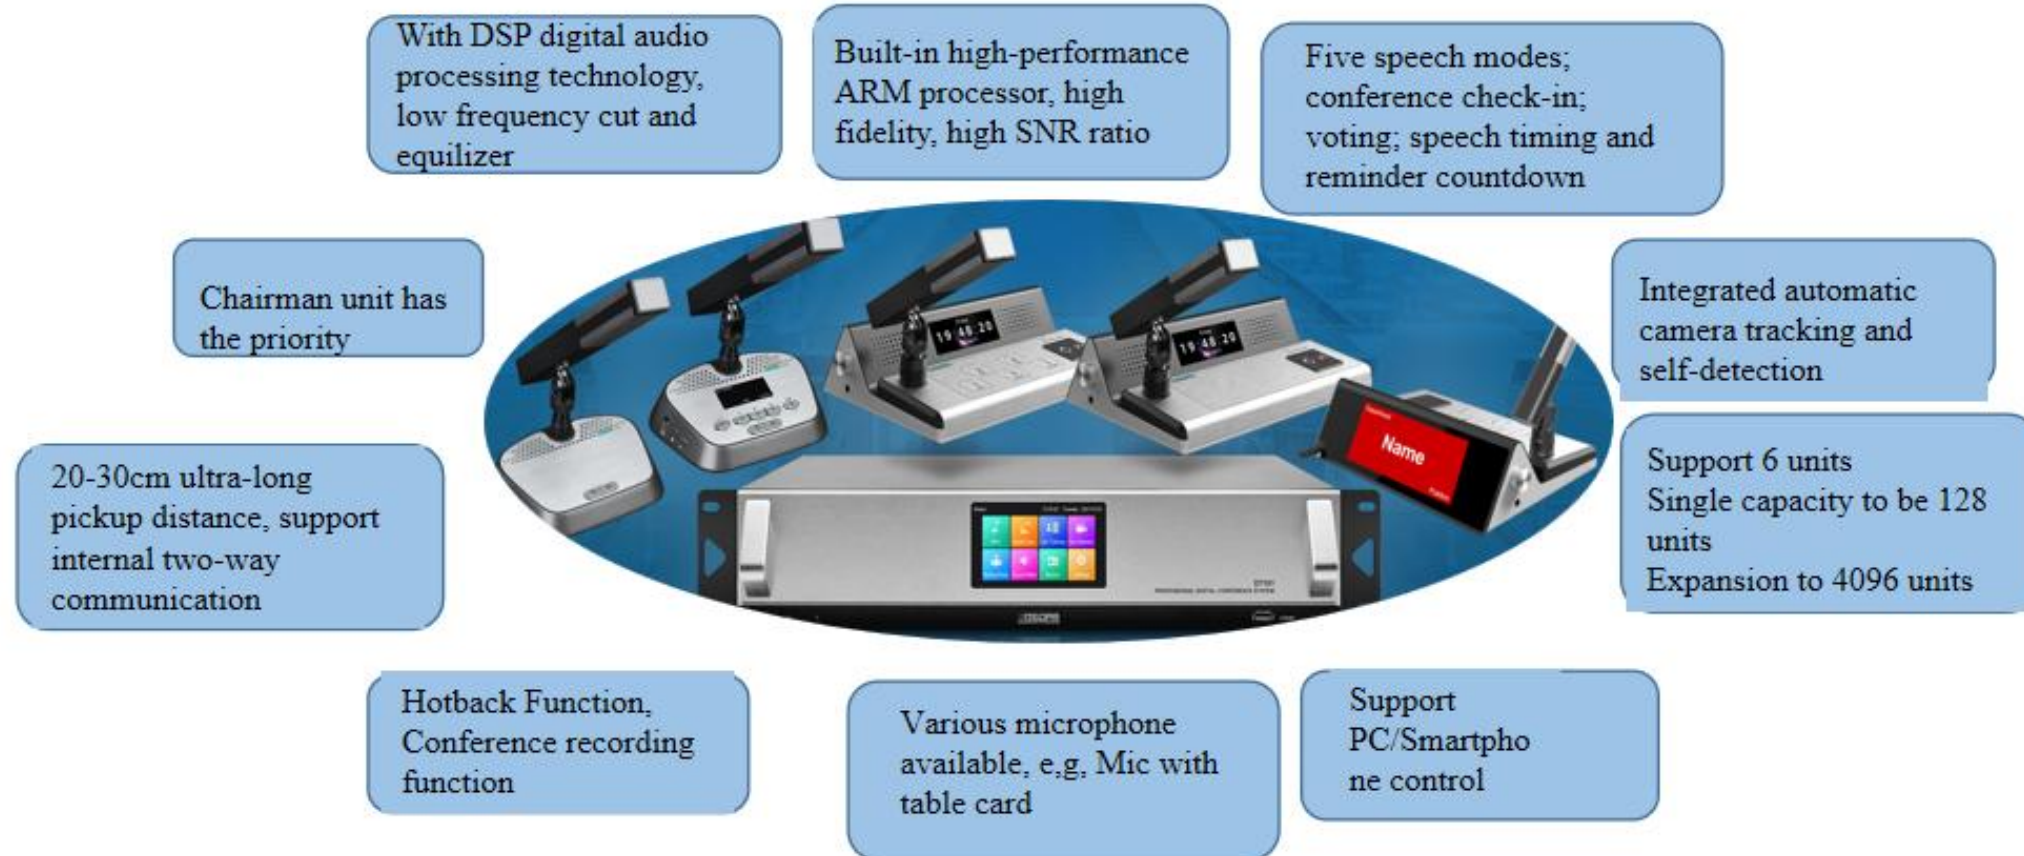 With DSP digital audio
processing technology,
low frequency cut and
equilizer
Built-in high-performance
ARM processor, high
fidelity, high SNR ratio
Five speech modes;
conference check-in;
voting; speech timing and
reminder countdown
Chairman unit has
the priority
Integrated automatic
camera tracking and
self-detection
19:48:20
19:48:20
Name
20-30cm ultra-long
pickup distance, support
internal two-way
communication
Support 6 units
Single capacity to be 128
units
Expansion to 4096 units
PROFESSIONAL DIGITAL CONFERENCE SYSTEM
Hotback Function,
Conference recording
function
Various microphone
available, e,g, Mic with
table card
Support
PC/Smartpho
ne control